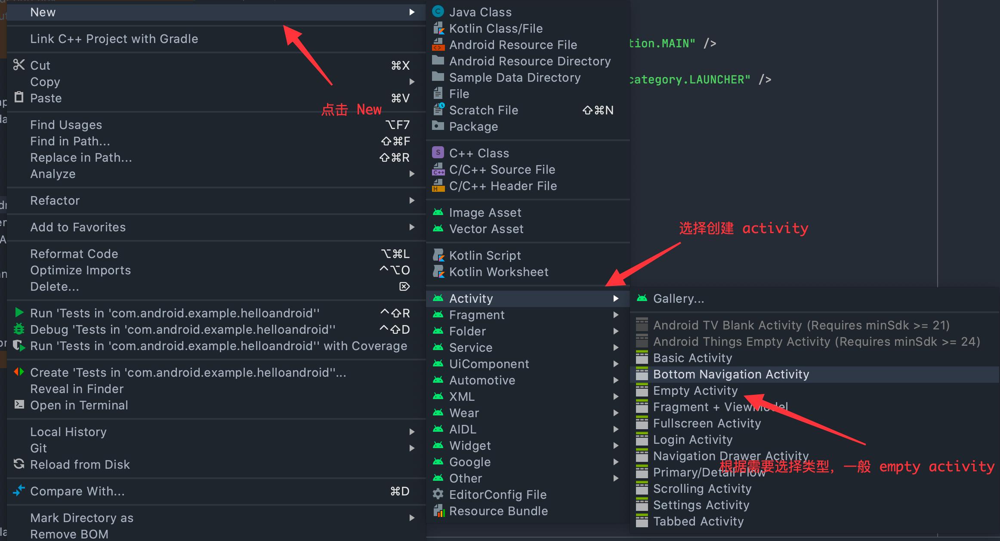 New
Link C++ Project with Gradle
Cut ⌘X
Copy
Paste ⌘V
Find Usages ⌥F7
Find in Path... ⇧⌘F
Replace in Path... ⇧⌘R
Analyze
Refactor
Add to Favorites
Reformat Code ⌥⌘L
Optimize Imports ^⌥O
Delete... ⌦
Run 'Tests in 'com.android.example.helloandroid'' ^⇧R
Debug 'Tests in 'com.android.example.helloandroid'' ^⇧D
Run 'Tests in 'com.android.example.helloandroid'' with Coverage
Create 'Tests in 'com.android.example.helloandroid''...
Reveal in Finder
Open in Terminal
Local History
Git
Reload from Disk
Compare With... ⌘D
Mark Directory as
Remove BOM
点击 New
Java Class
Kotlin Class/File
Android Resource File
Android Resource Directory
Sample Data Directory
File
Scratch File ⇧⌘N
Package
C++ Class
C/C++ Source File
C/C++ Header File
Image Asset
Vector Asset
Kotlin Script
Kotlin Worksheet
Activity
Fragment
Folder
Service
UiComponent
Automotive
XML
Wear
AIDL
Widget
Google
Other
EditorConfig File
Resource Bundle
tion.MAIN" />
category.LAUNCHER" />
选择创建 activity
Gallery...
Android TV Blank Activity (Requires minSdk >= 21)
Android Things Empty Activity (Requires minSdk >= 24)
Basic Activity
Bottom Navigation Activity
Empty Activity
Fragment + ViewModel
Fullscreen Activity
Login Activity
Navigation Drawer Activity
根据需要选择类型，一般 empty activity
Primary/Detail Flow
Scrolling Activity
Settings Activity
Tabbed Activity